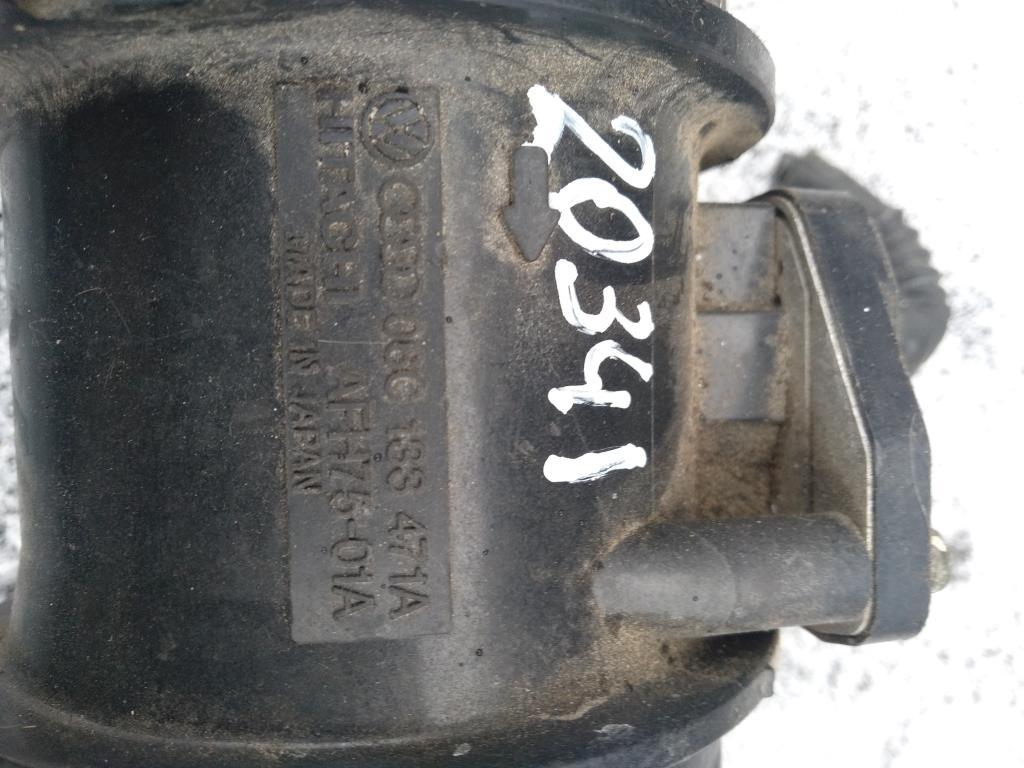 20341
06C 133 471A
HITACHI AFH75-01A
MADE IN JAPAN